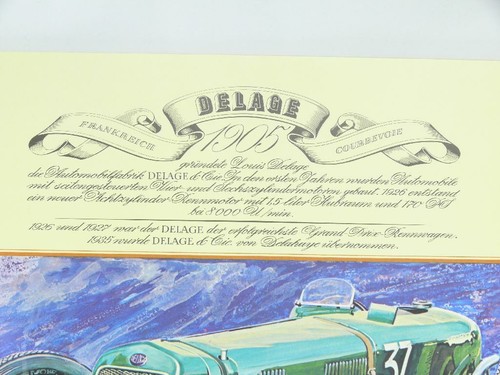 DELAGE
FRANKREICH
COURBEVOIE
1905
gründete Louis Delage
die Automobilfabrik DELAGE & Cie. In den ersten Jahren wurden Automobile
mit seitengesteuerten Vier- und Sechszylindermotoren gebaut. 1926 entstand
ein neuer Achtzylinder Rennmotor mit 1,5 liter Hubraum und 170 PS
bei 8000 U/min.
1926 und 1927 war der DELAGE der erfolgreichste Grand Prix-Rennwagen.
1935 wurde DELAGE & Cie. von Delahaye übernommen.
37